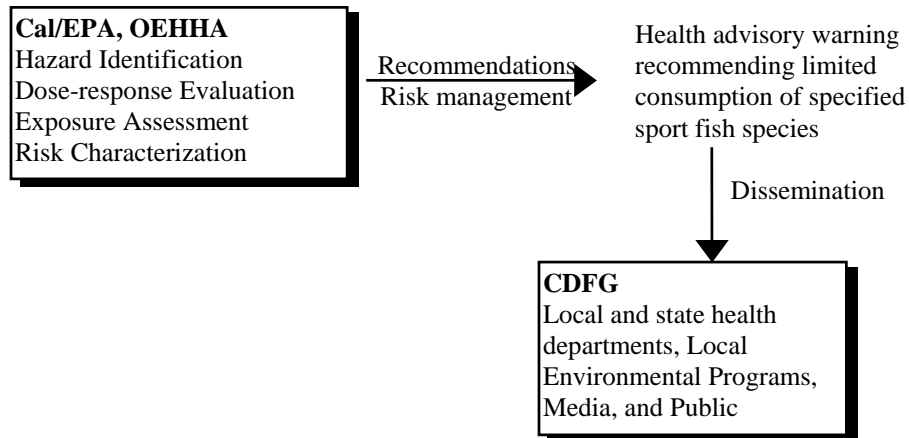 Cal/EPA, OEHHA
Hazard Identification
Dose-response Evaluation
Exposure Assessment
Risk Characterization
Recommendations
Risk management
Health advisory warning
recommending limited
consumption of specified
sport fish species
Dissemination
CDFG
Local and state health
departments, Local
Environmental Programs,
Media, and Public